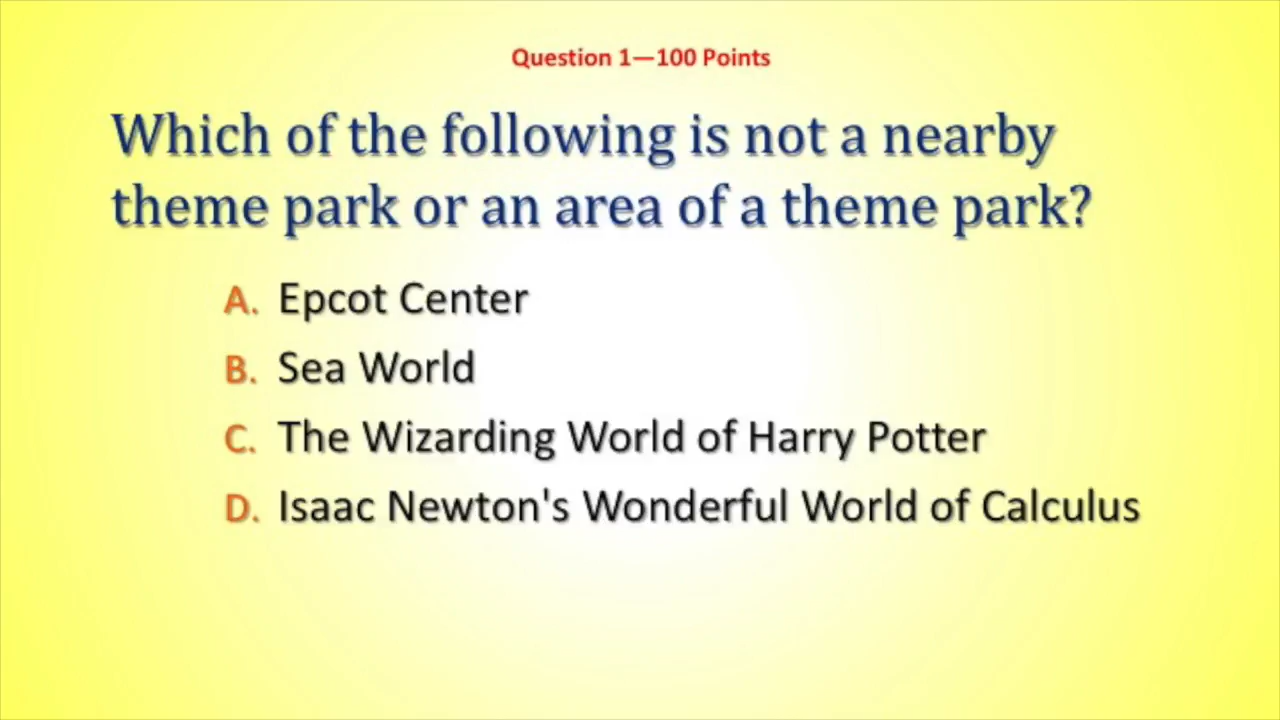 Question 1—100 Points
Which of the following is not a nearby
theme park or an area of a theme park?
A. Epcot Center
B. Sea World
C. The Wizarding World of Harry Potter
D. Isaac Newton's Wonderful World of Calculus